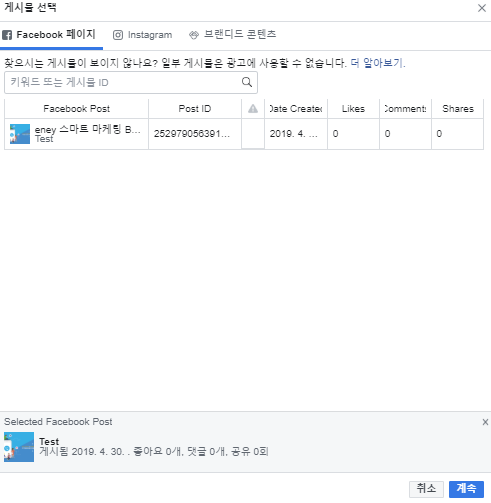 게시물 선택
Facebook 페이지 Instagram 브랜디드 콘텐츠
찾으시는 게시물이 보이지 않나요? 일부 게시물은 광고에 사용할 수 없습니다. 더 알아보기.
키워드 또는 게시물 ID
Facebook Post Post ID Date Created Likes Comments Shares
eney 스마트 마케팅 B... 252979056391... 2019. 4. ... 0 0 0
Test
Selected Facebook Post
Test
게시됨 2019. 4. 30. . 좋아요 0개, 댓글 0개, 공유 0회
취소 계속